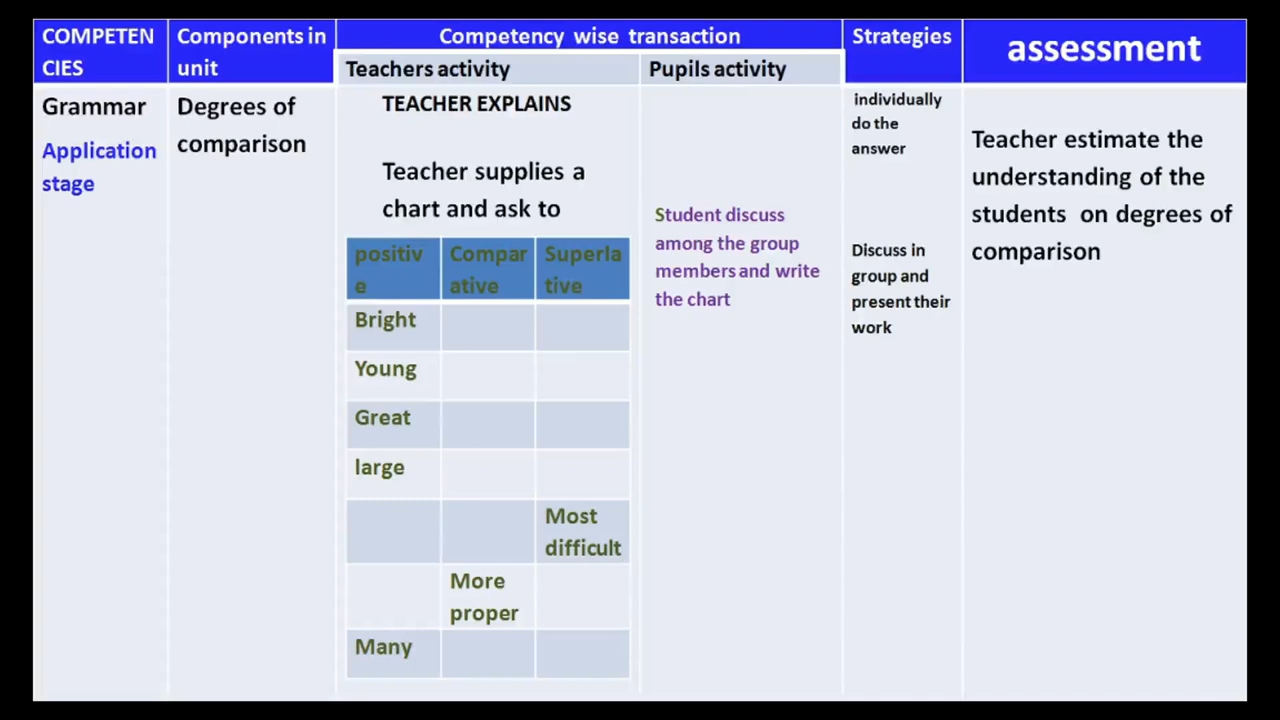 COMPETEN
CIES
Components in
unit
Competency wise transaction
Teachers activity
Pupils activity
Strategies
assessment
Grammar
Application
stage
Degrees of
comparison
TEACHER EXPLAINS
Teacher supplies a
chart and ask to
positiv
e
Compar
ative
Superla
tive
Bright
Young
Great
large
Most
difficult
More
proper
Many
Student discuss
among the group
members and write
the chart
individually
do the
answer
Discuss in
group and
present their
work
Teacher estimate the
understanding of the
students on degrees of
comparison